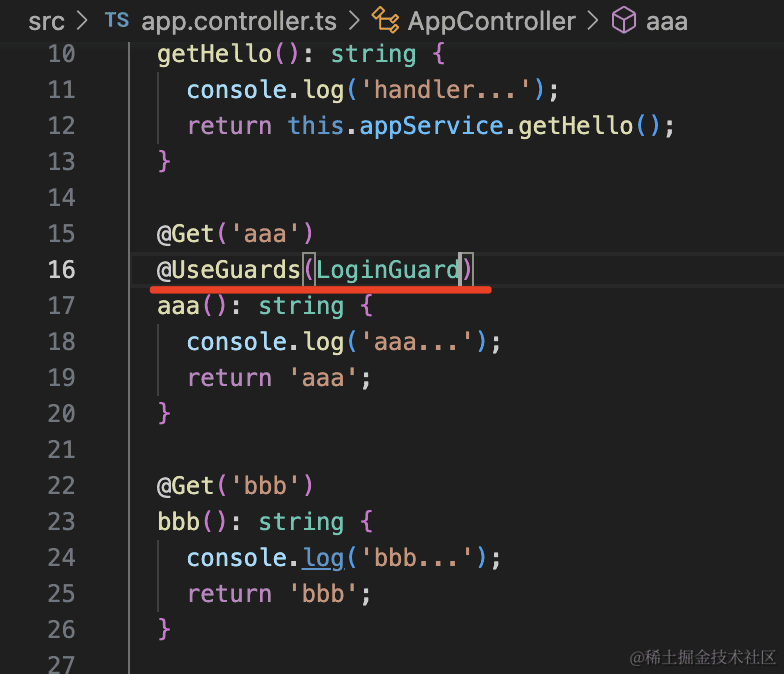 src > TS app.controller.ts > AppController > aaa
10 getHello(): string {
11 console.log('handler...');
12 return this.appService.getHello();
13 }
14
15 @Get('aaa')
16 @UseGuards(LoginGuard)
17 aaa(): string {
18 console.log('aaa...');
19 return 'aaa';
20 }
21
22 @Get('bbb')
23 bbb(): string {
24 console.log('bbb...');
25 return 'bbb';
26 }
27
@稀土掘金技术社区